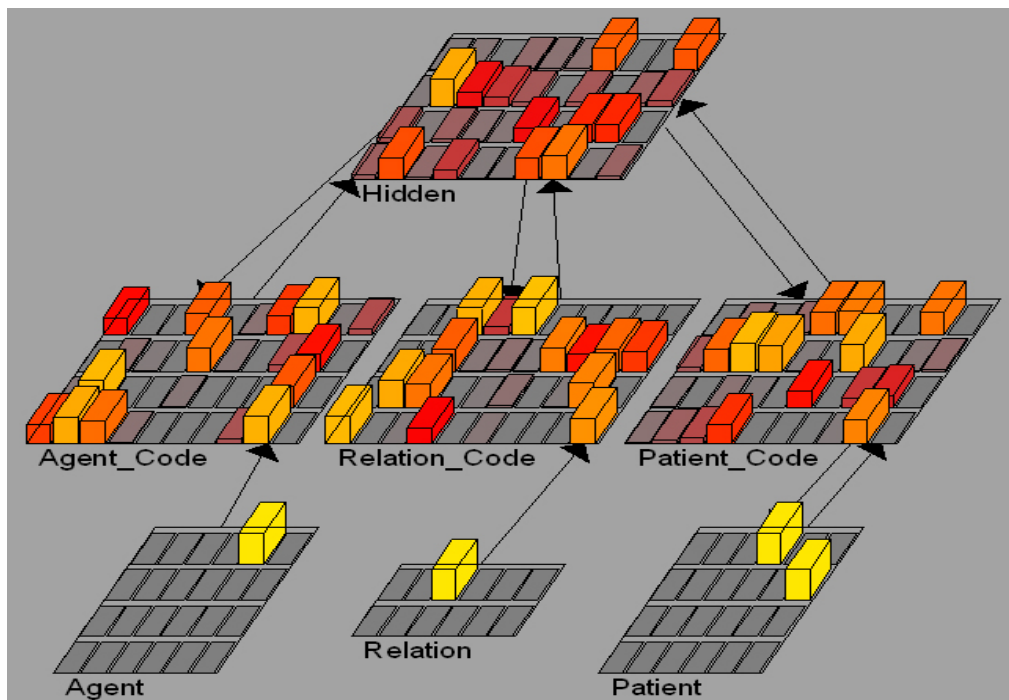 Hidden
Agent_Code
Relation_Code
Patient_Code
Agent
Relation
Patient